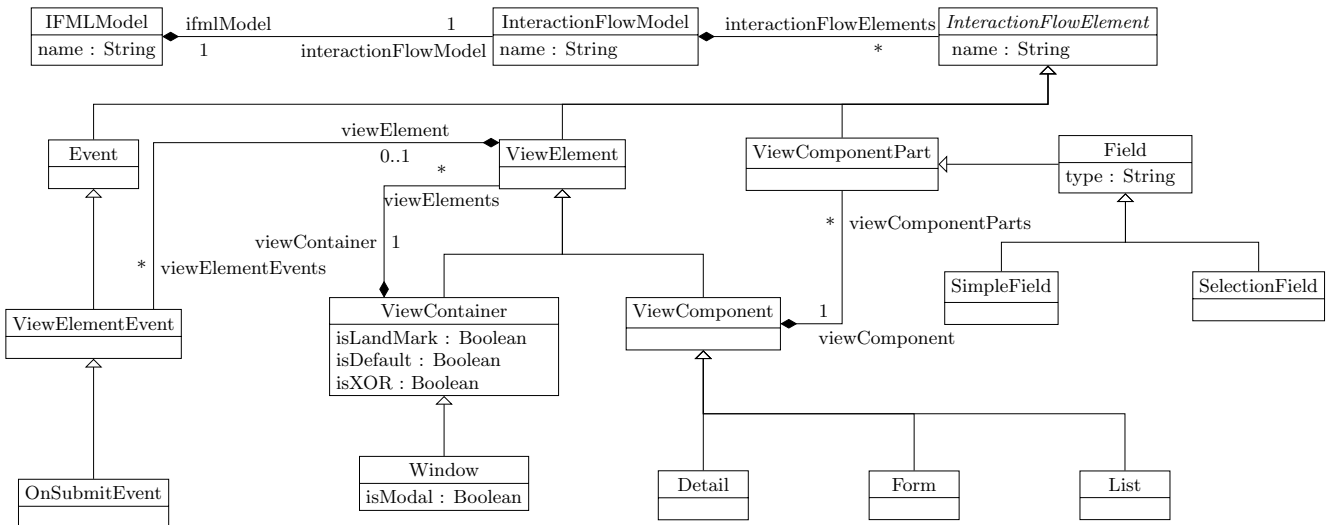 IFMLModel
name : String
ifmlModel
1
1
interactionFlowModel
InteractionFlowModel
name : String
interactionFlowElements
*
InteractionFlowElement
name : String
Event
viewElement
0..1
ViewElement
ViewComponentPart
Field
type : String
*
viewElements
viewContainer
1
*
viewElementEvents
*
viewComponentParts
SimpleField
SelectionField
ViewElementEvent
ViewContainer
isLandMark : Boolean
isDefault : Boolean
isXOR : Boolean
ViewComponent
1
viewComponent
OnSubmitEvent
Window
isModal : Boolean
Detail
Form
List